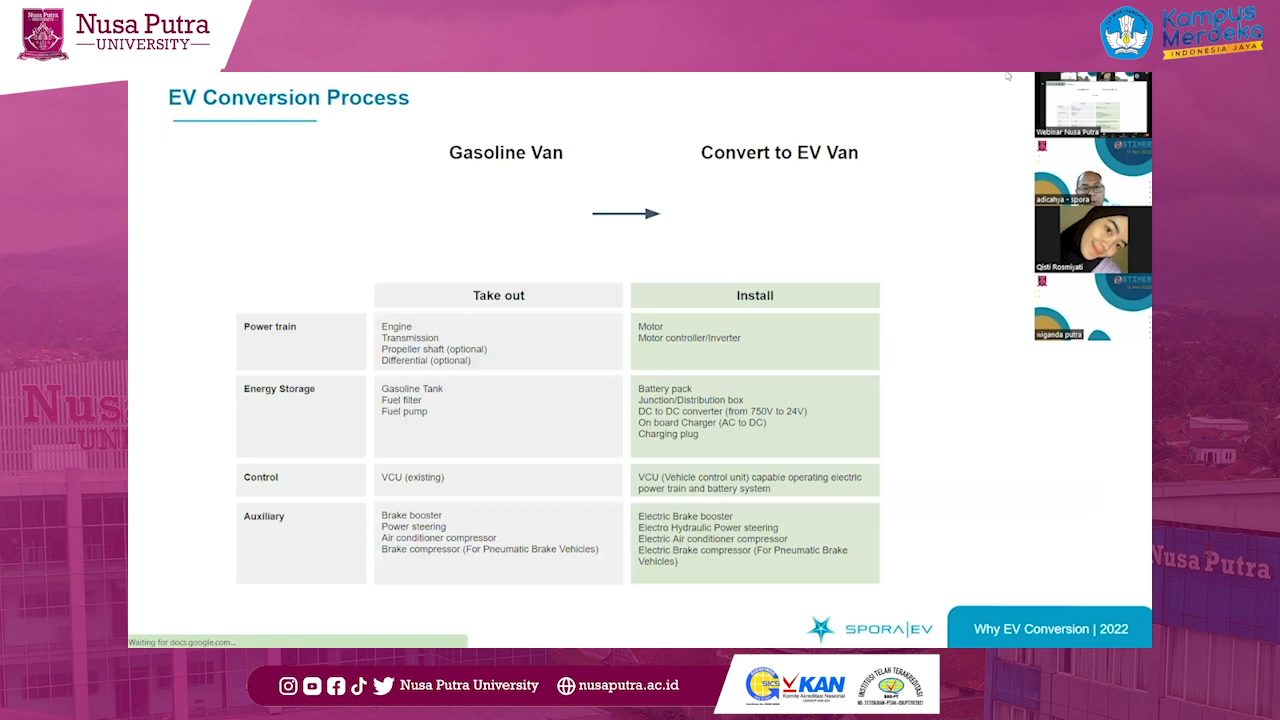 Nusa Putra
UNIVERSITY
Kampus
Merdeka
INDONESIA JAYA
EV Conversion Process
Gasoline Van
Convert to EV Van
Take out
Install
Power train
Engine
Transmission
Propeller shaft (optional)
Differential (optional)
Motor
Motor controller/Inverter
Energy Storage
Gasoline Tank
Fuel filter
Fuel pump
Battery pack
Junction/Distribution box
DC to DC converter (from 750V to 24V)
On board Charger (AC to DC)
Charging plug
Control
VCU (existing)
VCU (Vehicle control unit) capable operating electric
power train and battery system
Auxiliary
Brake booster
Power steering
Air conditioner compressor
Brake compressor (For Pneumatic Brake Vehicles)
Electric Brake booster
Electro Hydraulic Power steering
Electric Air conditioner compressor
Electric Brake compressor (For Pneumatic Brake
Vehicles)
Webinar Nusa Putra
adicahya - spora
Qisti Rosmiyati
wiganda putra
Nusa Putra
Waiting for docs.google.com...
SPORA|EV
Why EV Conversion | 2022
Nusa Putra University
nusaputra.ac.id
SICS
KAN
Komite Akreditasi Nasional
INSTITUSI TELAH TERAKREDITASI
BAN-PT